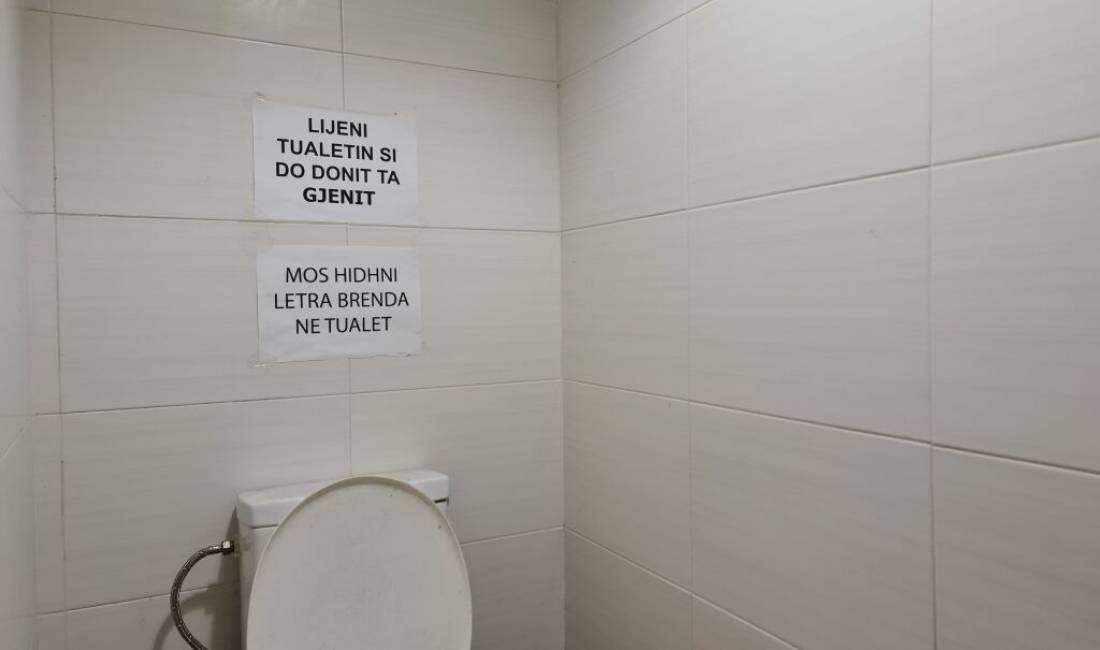 LIJENI
TUALETIN SI
DO DONIT TA
GJENIT
MOS HIDHNI
LETRA BRENDA
NE TUALET